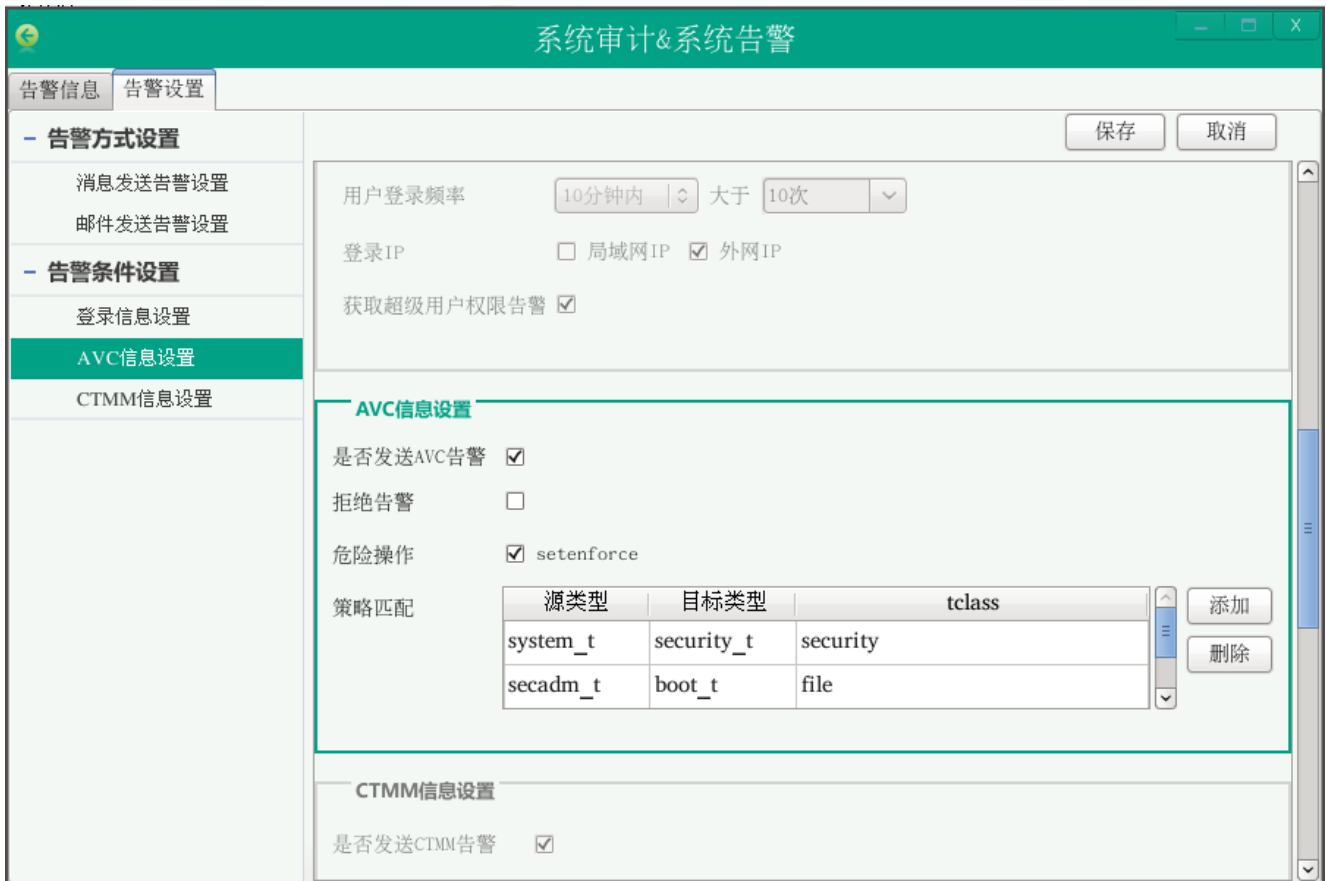 系统审计&系统告警
X
告警信息 告警设置
保存 取消
告警方式设置
消息发送告警设置
邮件发送告警设置
告警条件设置
登录信息设置
AVC信息设置
CTMM信息设置
用户登录频率 10分钟内 大于 10次
登录IP 局域网IP 外网IP
获取超级用户权限告警
AVC信息设置
是否发送AVC告警
拒绝告警
危险操作 setenforce
策略匹配 源类型 目标类型 tclass 添加
system_t security_t security
删除
secadm_t boot_t file
CTMM信息设置
是否发送CTMM告警